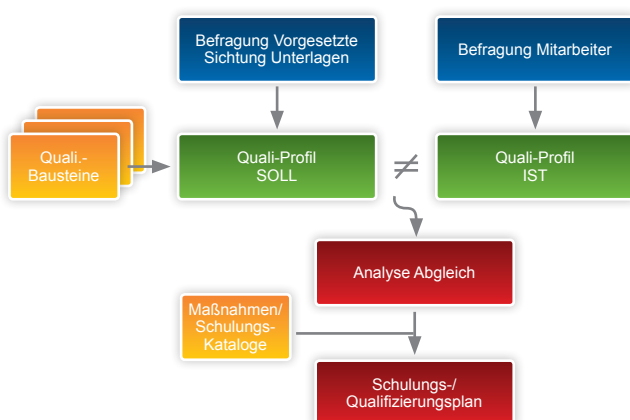 Befragung Vorgesetzte
Sichtung Unterlagen
Befragung Mitarbeiter
Quali.-
Bausteine
Quali-Profil
SOLL
≠
Quali-Profil
IST
Analyse Abgleich
Maßnahmen/
Schulungs-
Kataloge
Schulungs-/
Qualifizierungsplan